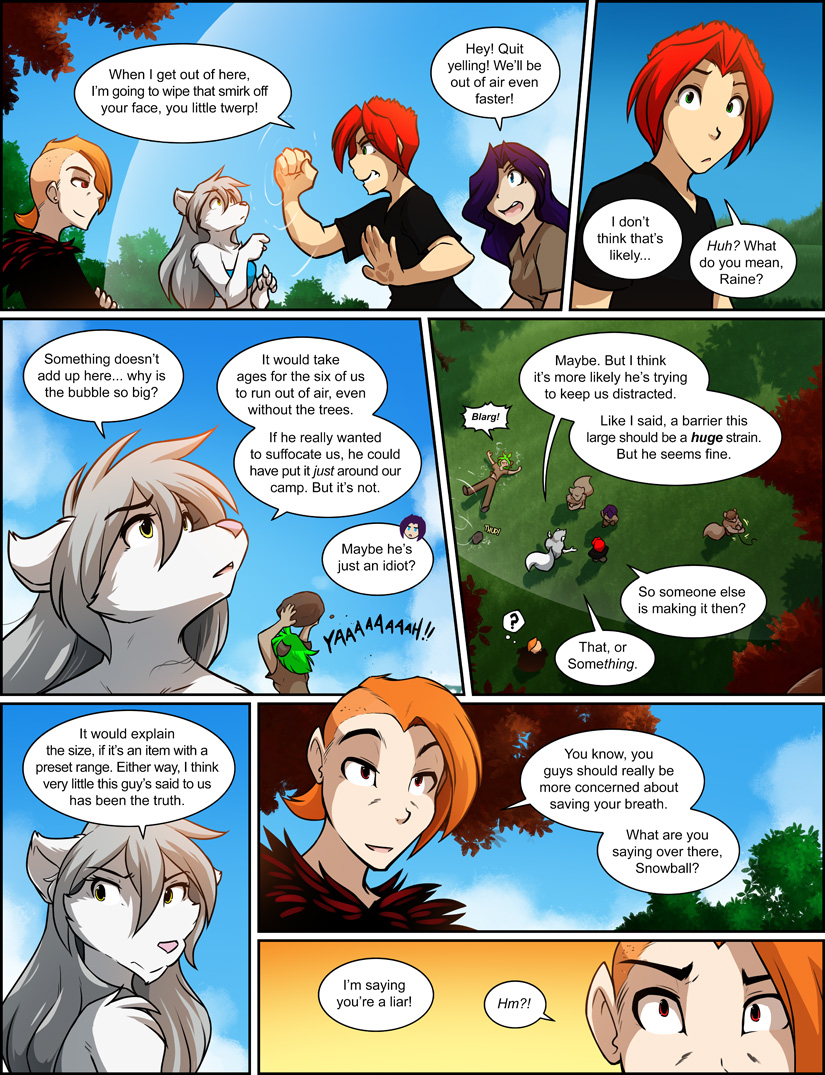 When I get out of here,
I'm going to wipe that smirk off
your face, you little twerp!
Hey! Quit
yelling! We'll be
out of air even
faster!
I don't
think that's
likely...
Huh? What
do you mean,
Raine?
Something doesn't
add up here... why is
the bubble so big?
It would take
ages for the six of us
to run out of air, even
without the trees.
If he really wanted
to suffocate us, he could
have put it just around our
camp. But it's not.
Maybe he's
just an idiot?
YAAAAAAAAH!!
Maybe. But I think
it's more likely he's trying
to keep us distracted.
Blarg!
Like I said, a barrier this
large should be a huge strain.
But he seems fine.
THUD!
So someone else
is making it then?
?
That, or
Something.
It would explain
the size, if it's an item with a
preset range. Either way, I think
very little this guy's said to us
has been the truth.
You know, you
guys should really be
more concerned about
saving your breath.
What are you
saying over there,
Snowball?
I'm saying
you're a liar!
Hm?!